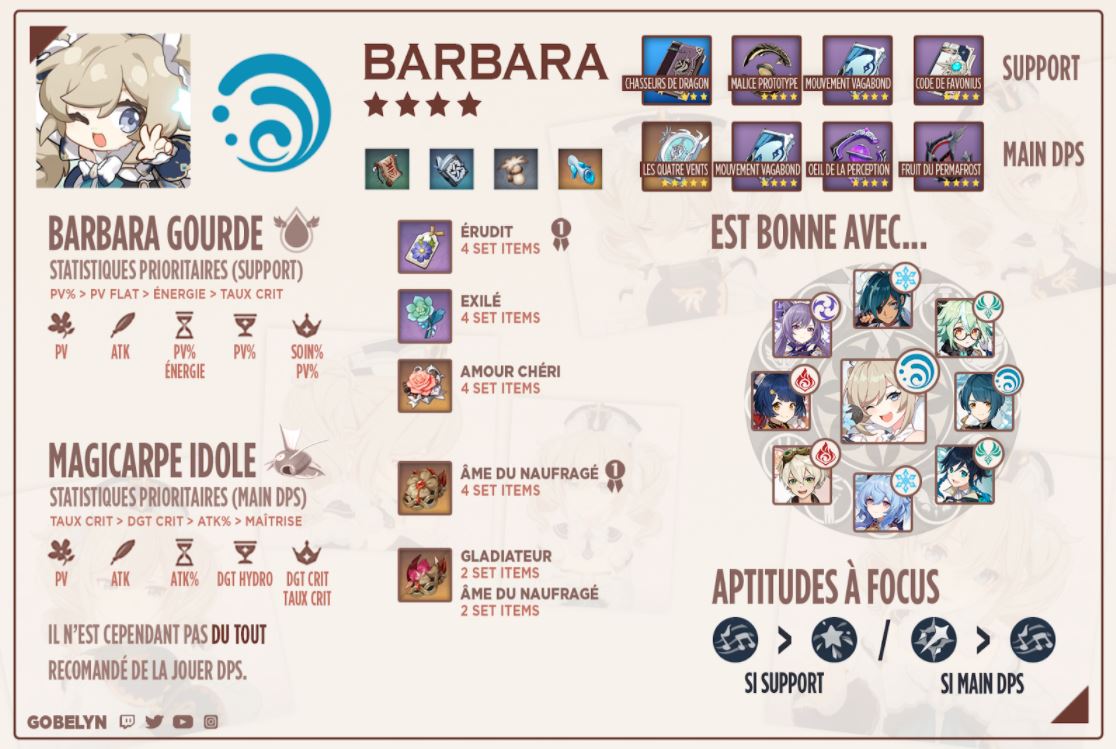 BARBARA
CHASSEURS DE DRAGON
MALICE PROTOTYPE
MOUVEMENT VAGABOND
CODE DE FAVONIUS
SUPPORT
LES QUATRE VENTS
MOUVEMENT VAGABOND
OEIL DE LA PERCEPTION
FRUIT DU PERMAFROST
MAIN DPS
BARBARA GOURDE
STATISTIQUES PRIORITAIRES (SUPPORT)
PV% > PV FLAT > ÉNERGIE > TAUX CRIT
PV
ATK
PV%
ÉNERGIE
PV%
SOIN%
PV%
MAGICARPE IDOLE
STATISTIQUES PRIORITAIRES (MAIN DPS)
TAUX CRIT > DGT CRIT > ATK% > MAÎTRISE
PV
ATK
ATK%
DGT HYDRO
DGT CRIT
TAUX CRIT
IL N'EST CEPENDANT PAS DU TOUT
RECOMANDÉ DE LA JOUER DPS.
GOBELYN
ÉRUDIT
4 SET ITEMS
1
EXILÉ
4 SET ITEMS
AMOUR CHÉRI
4 SET ITEMS
ÂME DU NAUFRAGÉ
4 SET ITEMS
1
GLADIATEUR
2 SET ITEMS
ÂME DU NAUFRAGÉ
2 SET ITEMS
EST BONNE AVEC...
APTITUDES À FOCUS
> / >
SI SUPPORT
SI MAIN DPS